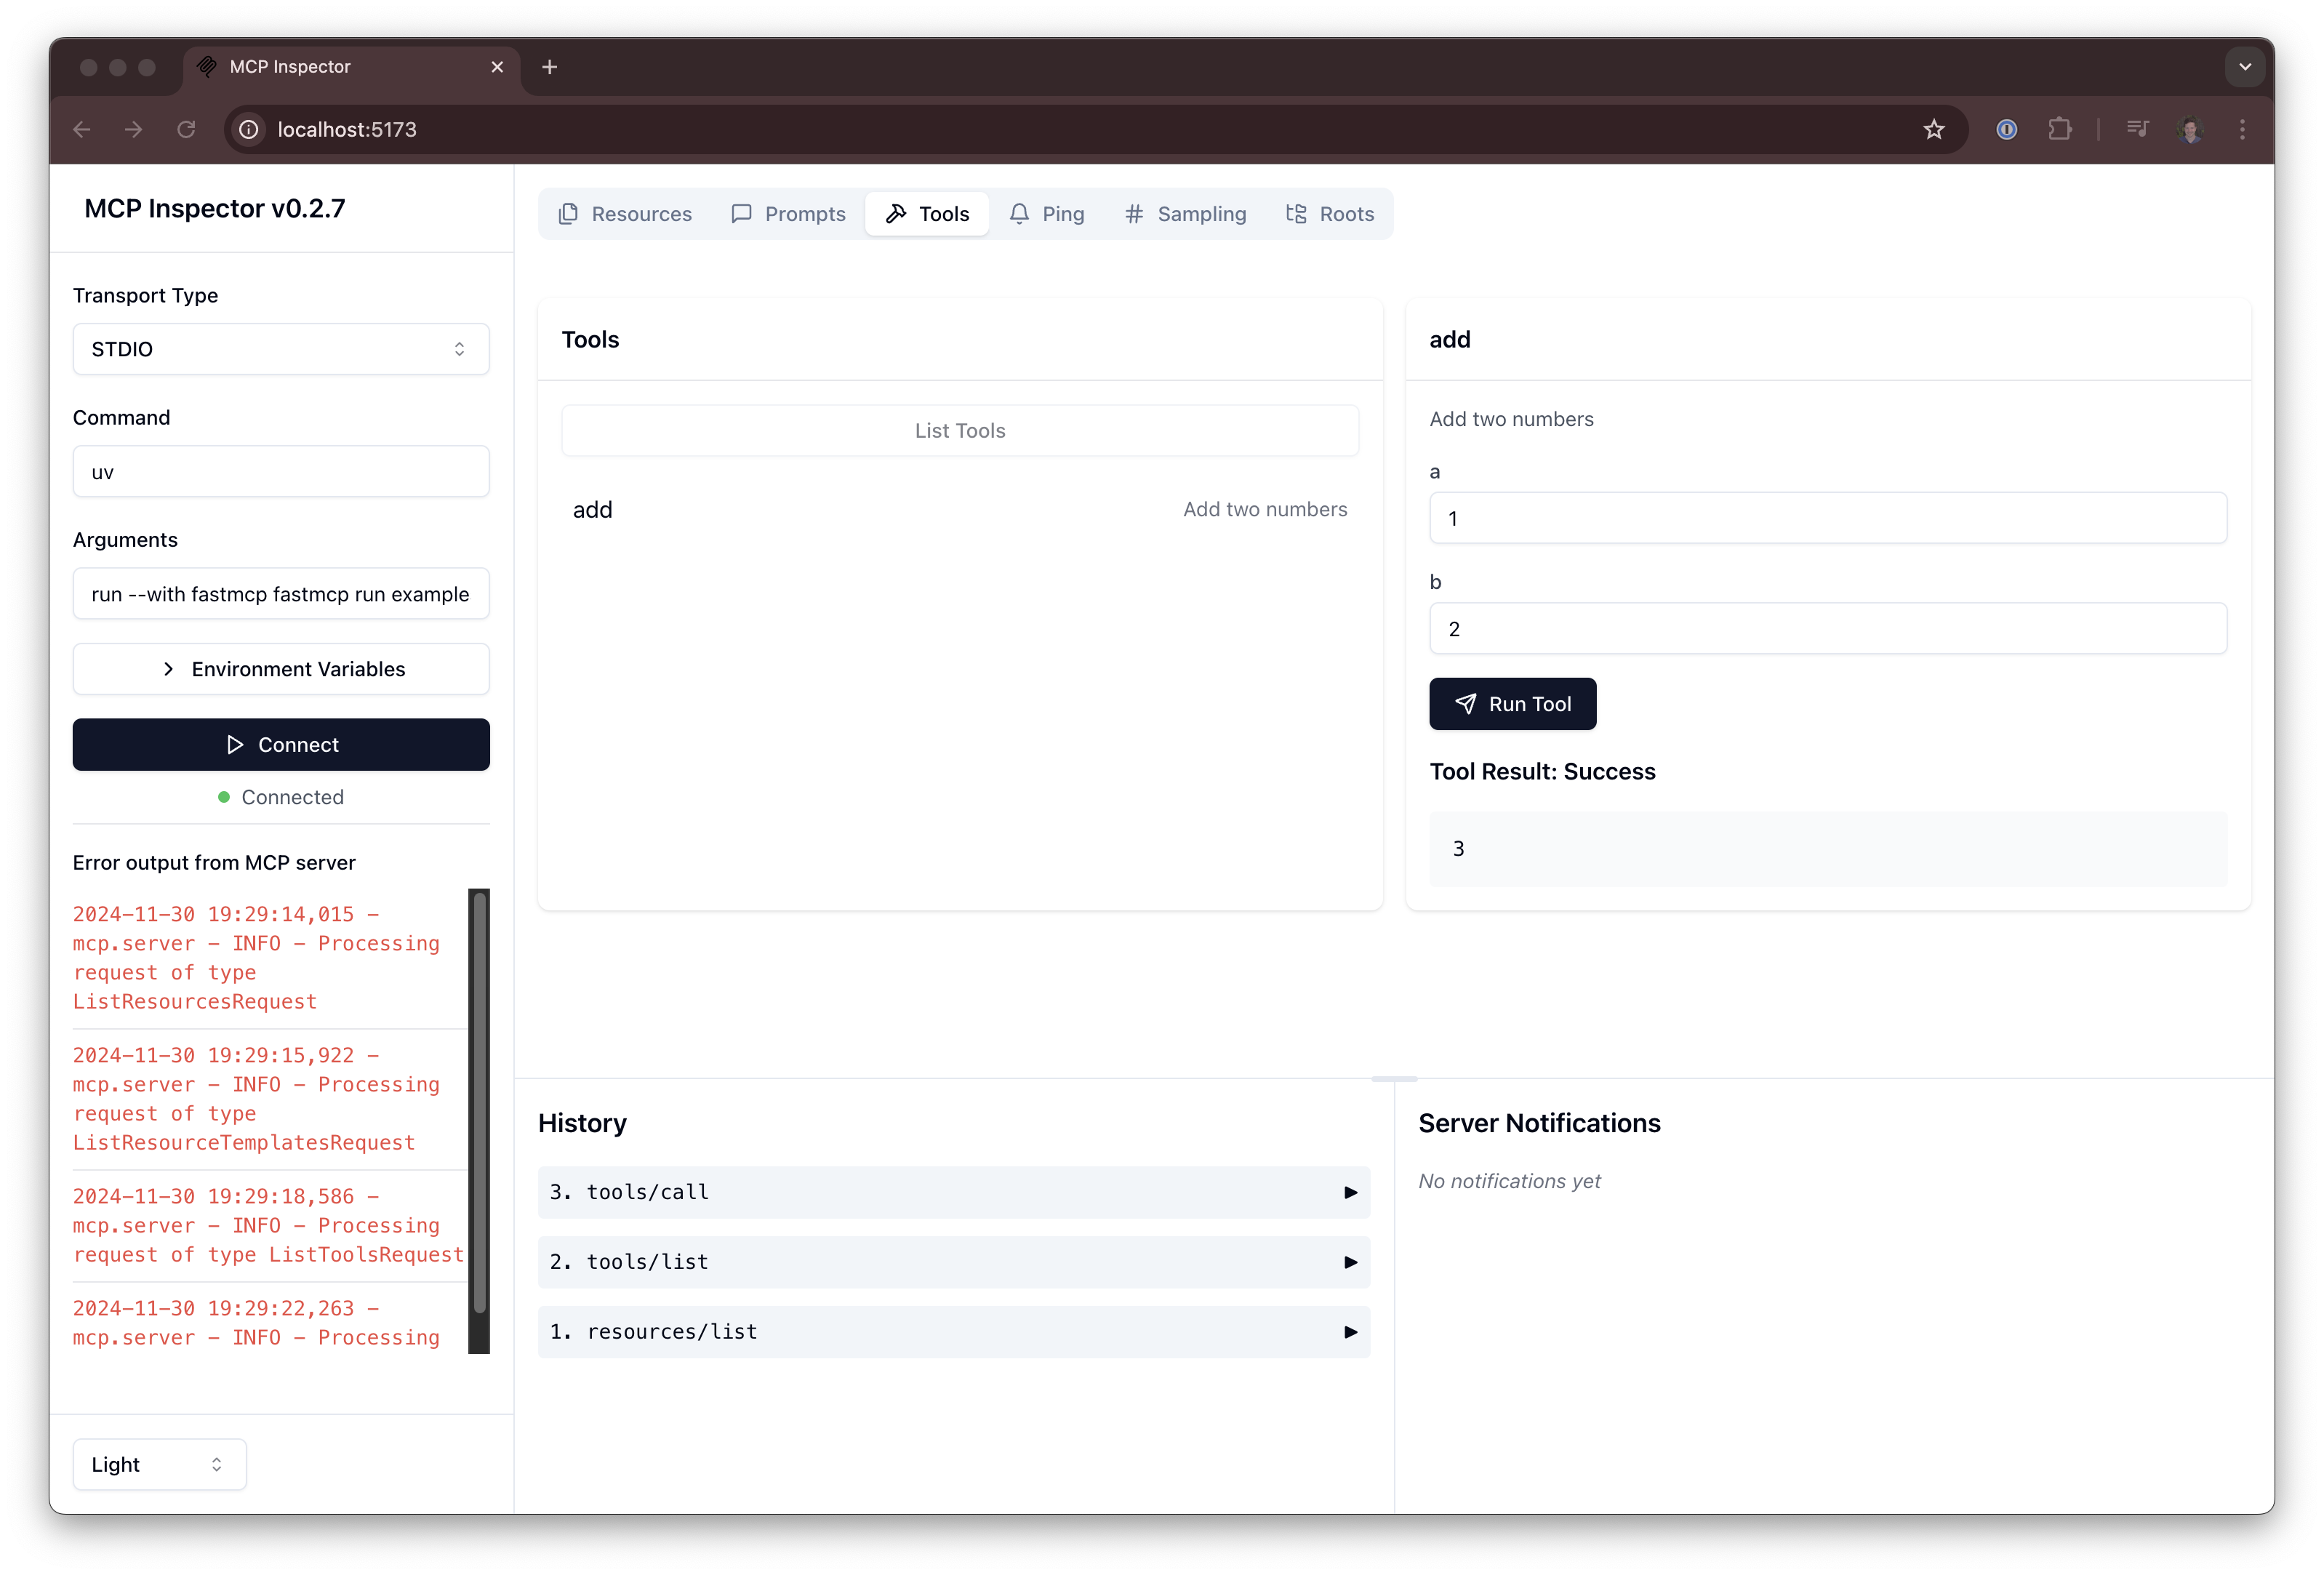 MCP Inspector
localhost:5173
MCP Inspector v0.2.7
Transport Type
STDIO
Command
uv
Arguments
run --with fastmcp fastmcp run example
Environment Variables
Connect
Connected
Error output from MCP server
2024-11-30 19:29:14,015 -
mcp.server - INFO - Processing
request of type
ListResourcesRequest
2024-11-30 19:29:15,922 -
mcp.server - INFO - Processing
request of type
ListResourceTemplatesRequest
2024-11-30 19:29:18,586 -
mcp.server - INFO - Processing
request of type ListToolsRequest
2024-11-30 19:29:22,263 -
mcp.server - INFO - Processing
Light
Resources Prompts Tools Ping Sampling Roots
Tools
List Tools
add Add two numbers
add
Add two numbers
a
1
b
2
Run Tool
Tool Result: Success
3
History
3. tools/call
2. tools/list
1. resources/list
Server Notifications
No notifications yet